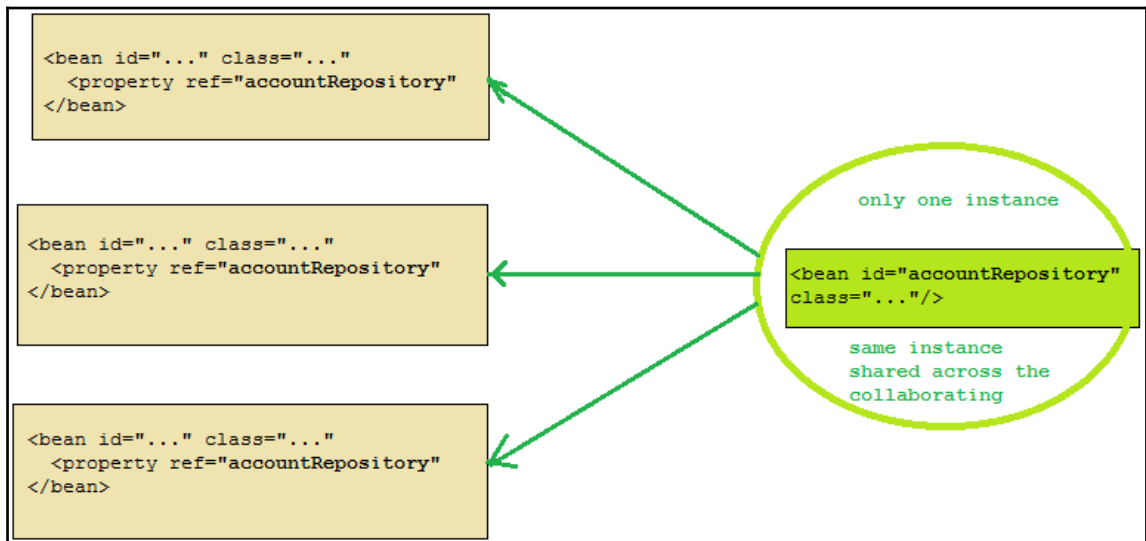 <bean id="..." class="..."
<property ref="accountRepository"
</bean>
<bean id="..." class="..."
<property ref="accountRepository"
</bean>
<bean id="..." class="..."
<property ref="accountRepository"
</bean>
only one instance
<bean id="accountRepository"
class="..."/>
same instance
shared across the
collaborating